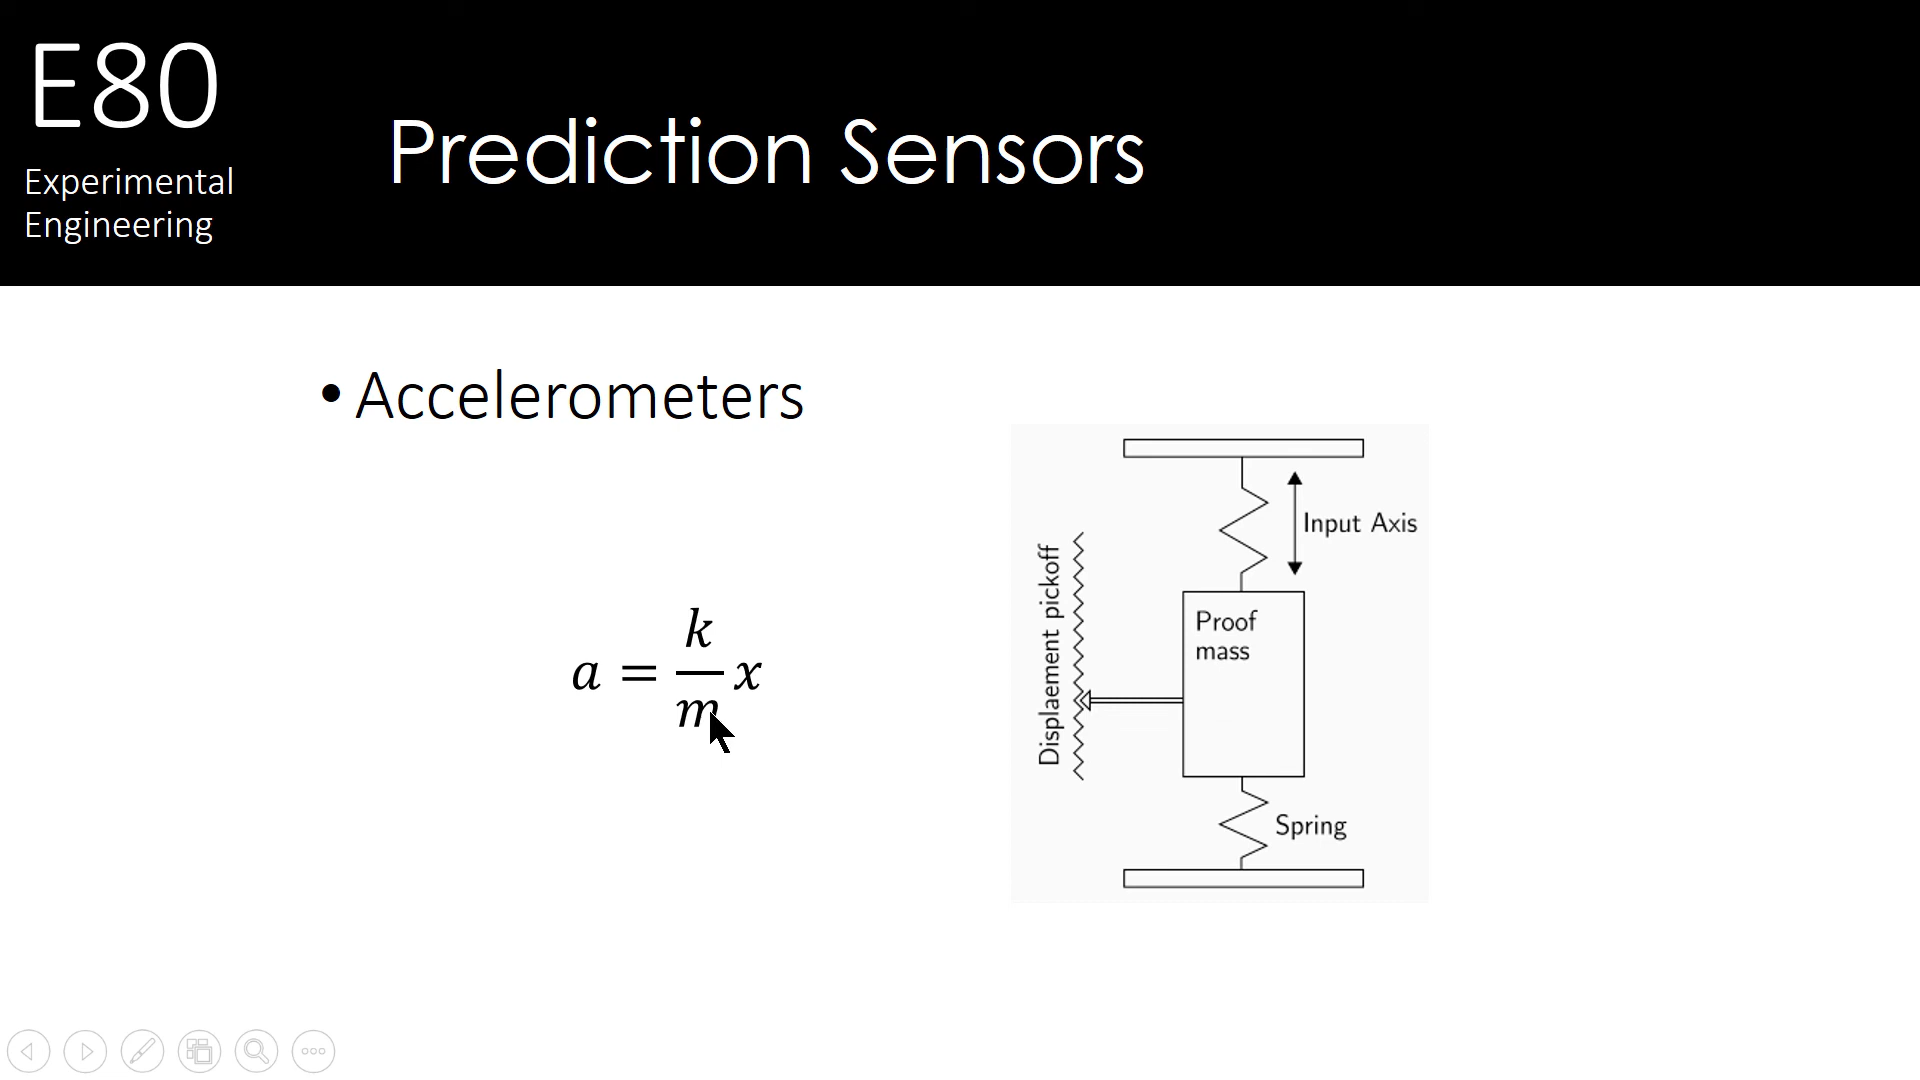 E80
Experimental
Engineering
Prediction Sensors
• Accelerometers
a = k/m x
Input Axis
Displaement pickoff
Proof
mass
Spring